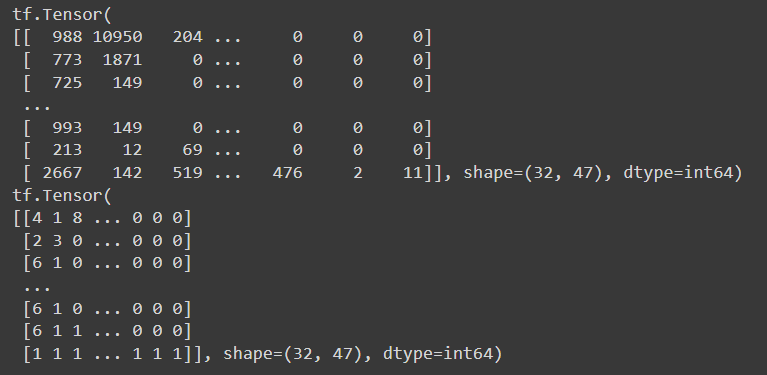 tf.Tensor(
[[  988 10950   204 ...     0     0     0]
 [  773  1871     0 ...     0     0     0]
 [  725   149     0 ...     0     0     0]
 ...
 [  993   149     0 ...     0     0     0]
 [  213    12    69 ...     0     0     0]
 [ 2667   142   519 ...   476     2    11]], shape=(32, 47), dtype=int64)
tf.Tensor(
[[4 1 8 ... 0 0 0]
 [2 3 0 ... 0 0 0]
 [6 1 0 ... 0 0 0]
 ...
 [6 1 0 ... 0 0 0]
 [6 1 1 ... 0 0 0]
 [1 1 1 ... 1 1 1]], shape=(32, 47), dtype=int64)